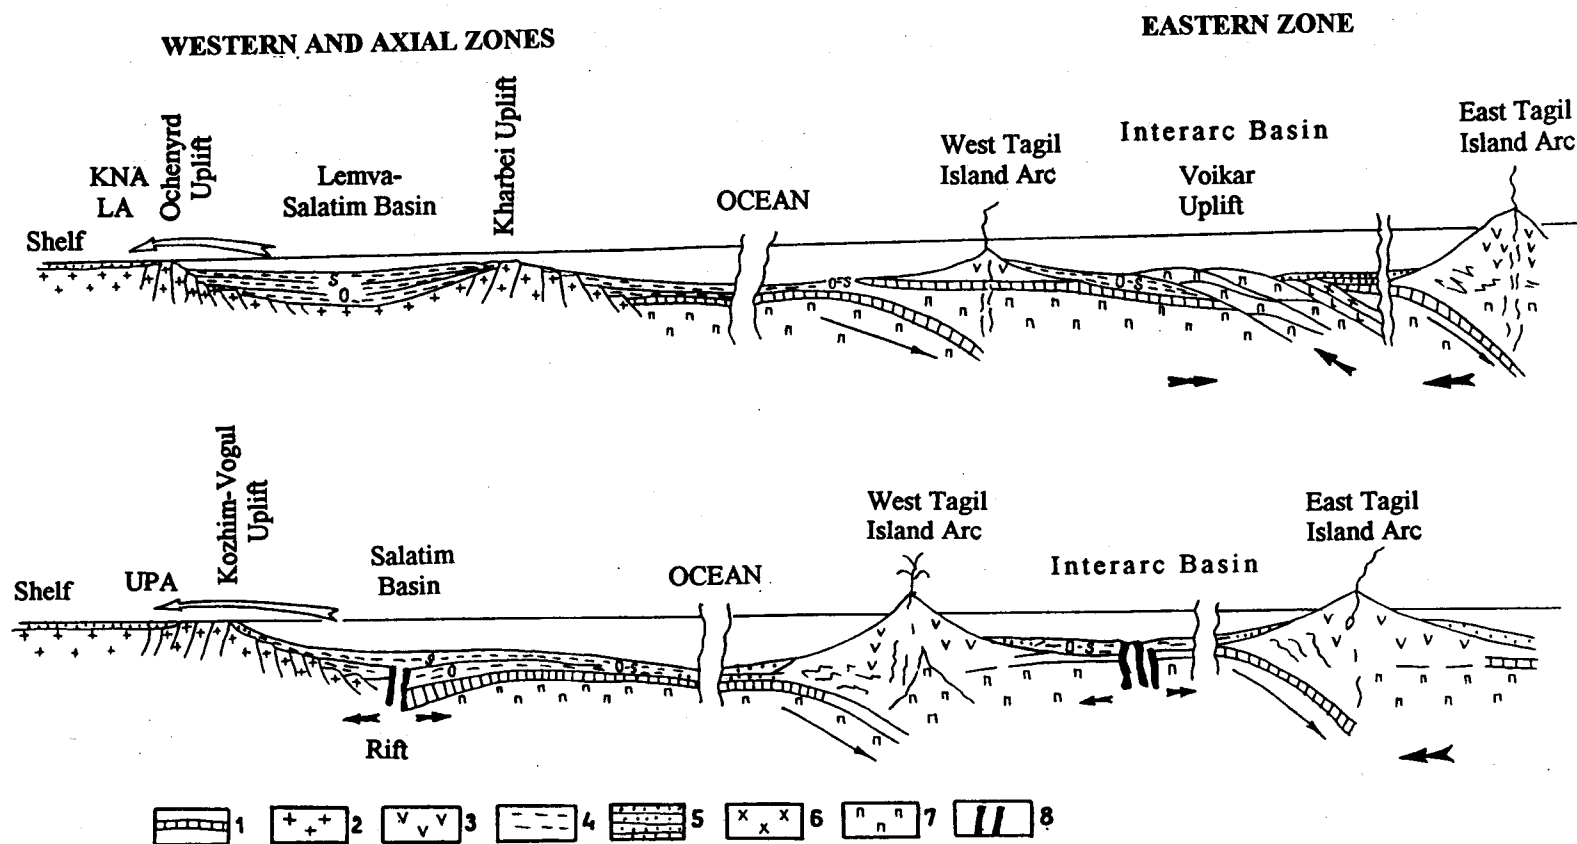 WESTERN AND AXIAL ZONES
EASTERN ZONE
KNA
LA
Ochenyrd
Uplift
Lemva-
Salatim Basin
Kharbei Uplift
OCEAN
West Tagil
Island Arc
Interarc Basin
Voikar
Uplift
East Tagil
Island Arc
Shelf
S
O
O-S
O-S
Kozhim-Vogul
Uplift
West Tagil
Island Arc
East Tagil
Island Arc
Shelf
UPA
Salatim
Basin
OCEAN
Interarc Basin
O
O-S
O-S
Rift
1
2
3
4
5
6
7
8